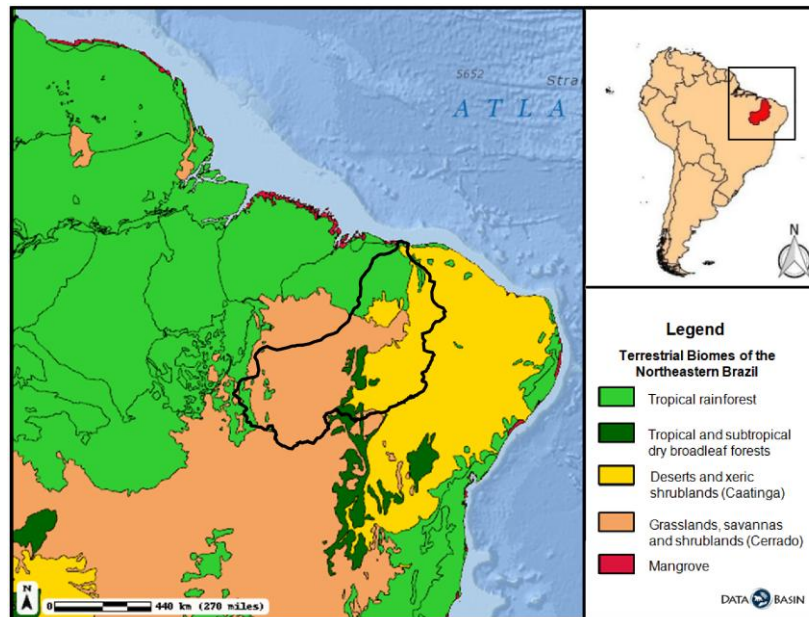 5652
Stra
ATLA
N
0 440 km (270 miles)
N
Legend
Terrestrial Biomes of the
Northeastern Brazil
Tropical rainforest
Tropical and subtropical
dry broadleaf forests
Deserts and xeric
shrublands (Caatinga)
Grasslands, savannas
and shrublands (Cerrado)
Mangrove
DATA BASIN